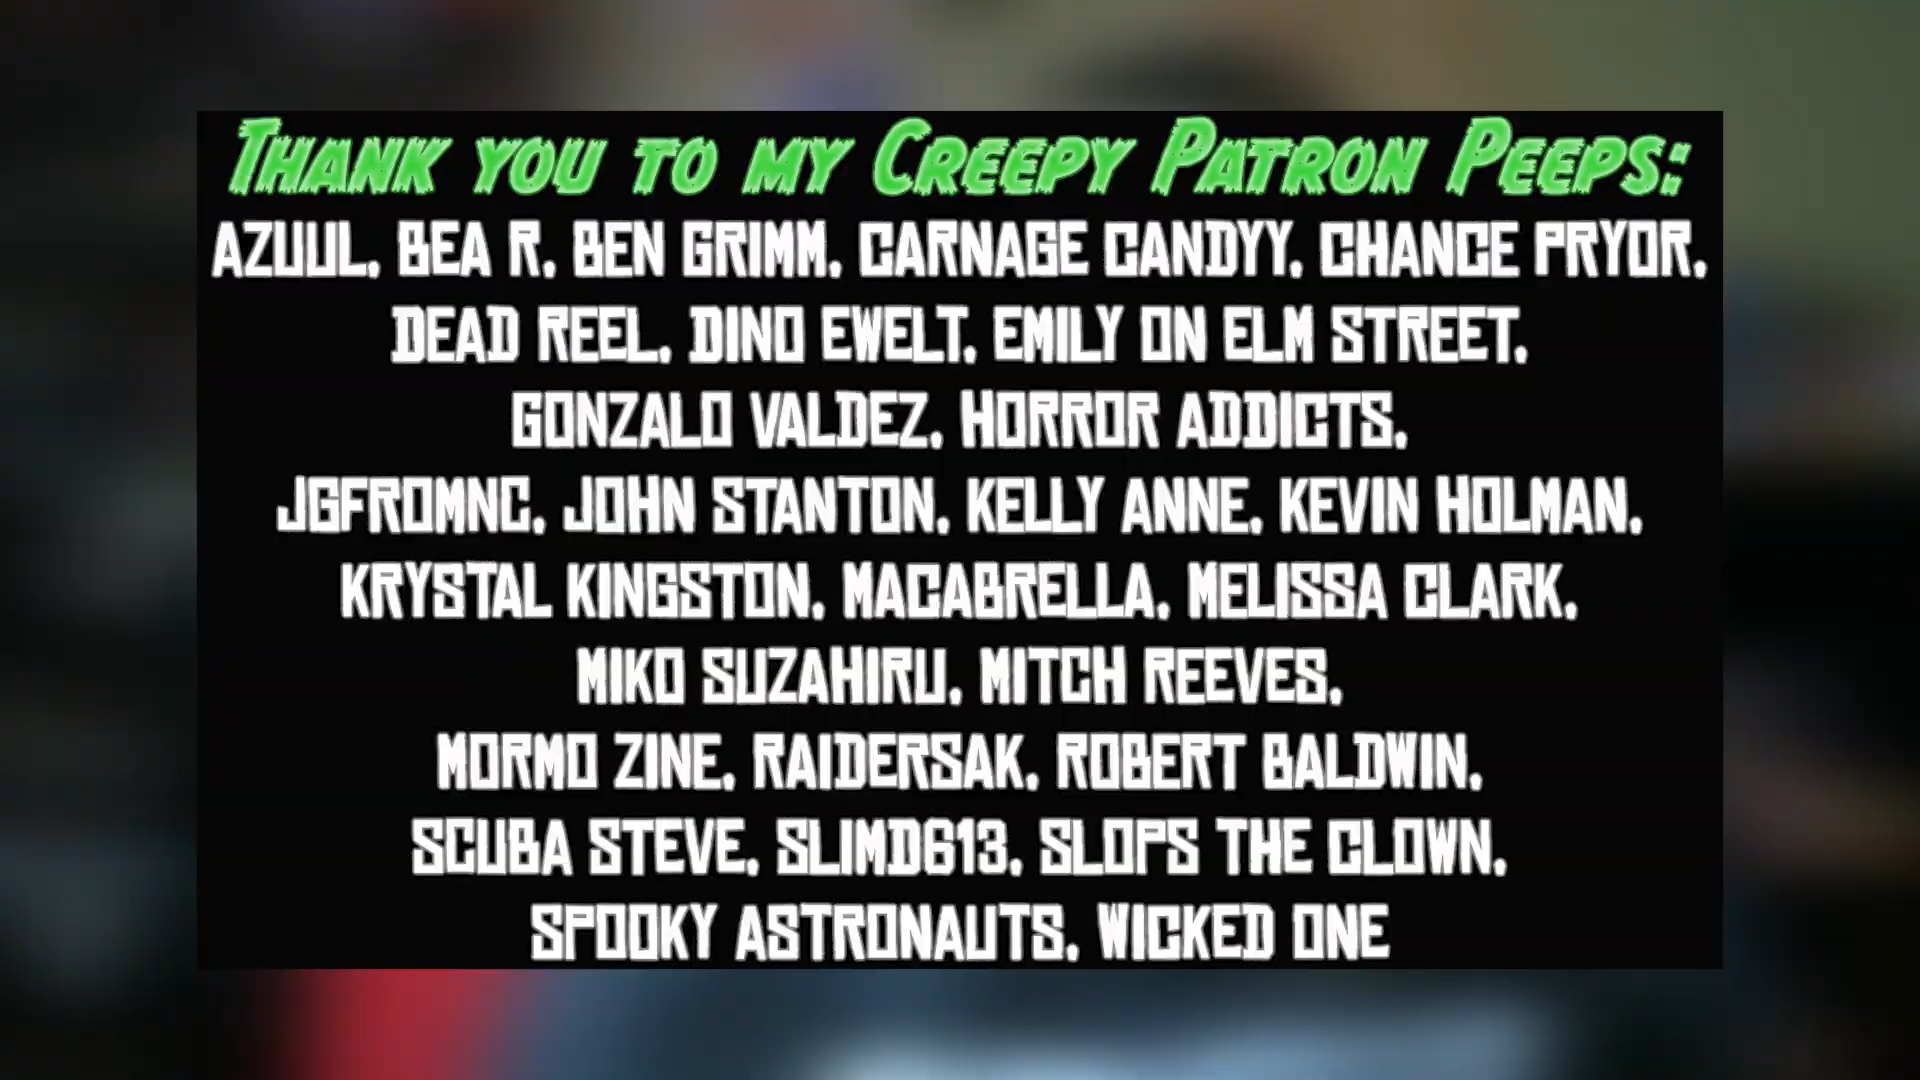 THANK YOU TO MY CREEPY PATRON PEEPS:
AZUUL, BEA R, BEN GRIMM, CARNAGE CANDYY, CHANCE PRYOR,
DEAD REEL, DINO EWELT, EMILY ON ELM STREET,
GONZALO VALDEZ, HORROR ADDICTS,
JGFROMNC, JOHN STANTON, KELLY ANNE, KEVIN HOLMAN,
KRYSTAL KINGSTON, MACABRELLA, MELISSA CLARK,
MIKO SUZAHIRU, MITCH REEVES,
MORMO ZINE, RAIDERSAK, ROBERT BALDWIN,
SCUBA STEVE, SLIMD613, SLOPS THE CLOWN,
SPOOKY ASTRONAUTS, WICKED ONE